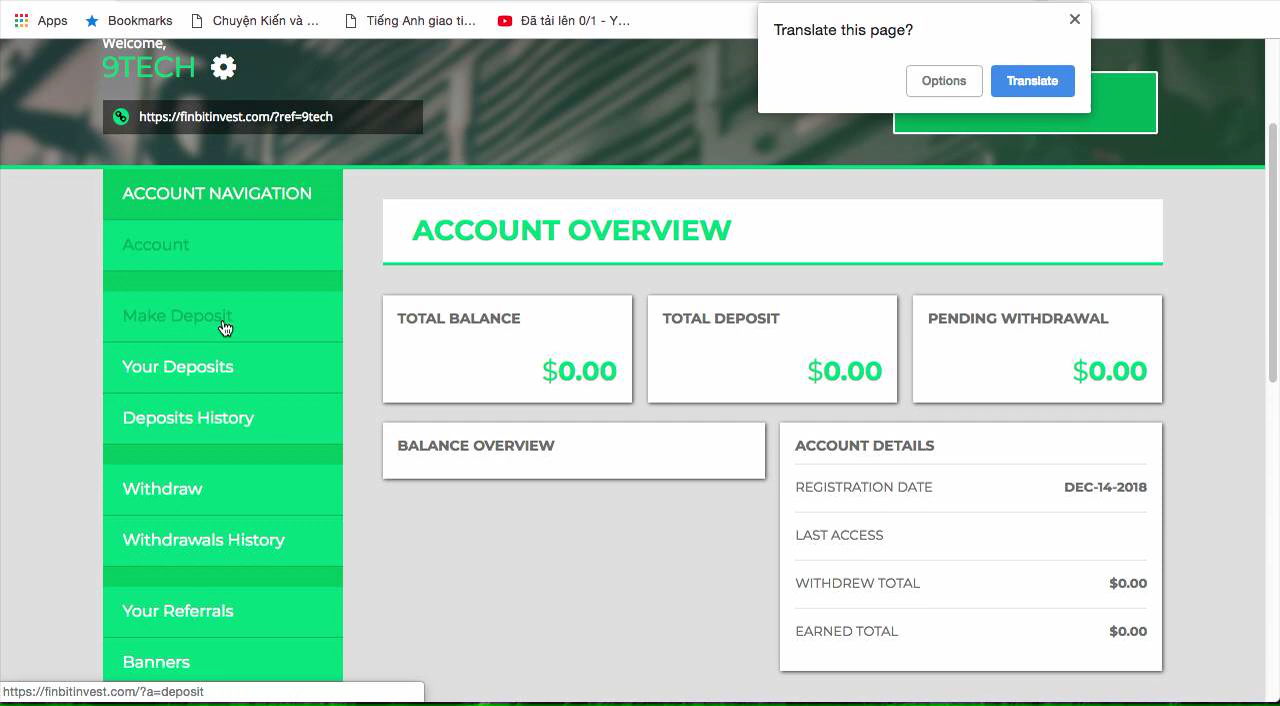 Apps
Bookmarks
Chuyện Kiến và ...
Tiếng Anh giao ti...
Đã tải lên 0/1 - Y...
Translate this page?
Options
Translate
Welcome,
9TECH
https://finbitinvest.com/?ref=9tech
ACCOUNT NAVIGATION
Account
Make Deposit
Your Deposits
Deposits History
Withdraw
Withdrawals History
Your Referrals
Banners
ACCOUNT OVERVIEW
TOTAL BALANCE
$0.00
TOTAL DEPOSIT
$0.00
PENDING WITHDRAWAL
$0.00
BALANCE OVERVIEW
ACCOUNT DETAILS
REGISTRATION DATE DEC-14-2018
LAST ACCESS
WITHDREW TOTAL $0.00
EARNED TOTAL $0.00
https://finbitinvest.com/?a=deposit